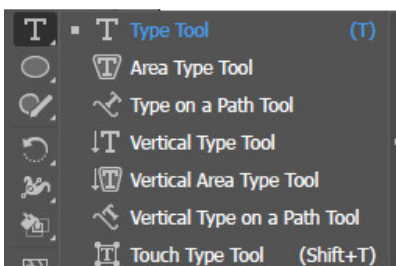 Type Tool (T)
Area Type Tool
Type on a Path Tool
Vertical Type Tool
Vertical Area Type Tool
Vertical Type on a Path Tool
Touch Type Tool (Shift+T)